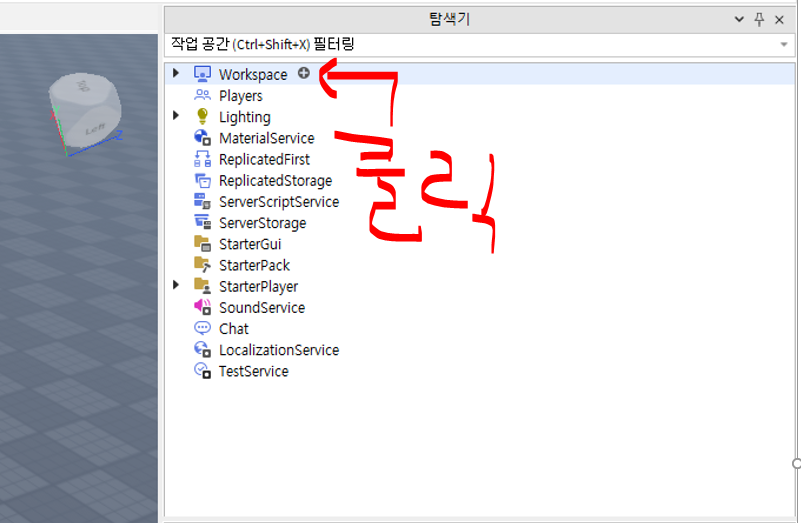 탐색기
작업 공간 (Ctrl+Shift+X) 필터링
Workspace
Players
Lighting
MaterialService
ReplicatedFirst
ReplicatedStorage
ServerScriptService
ServerStorage
StarterGui
StarterPack
StarterPlayer
SoundService
Chat
LocalizationService
TestService
클릭
Left
Z